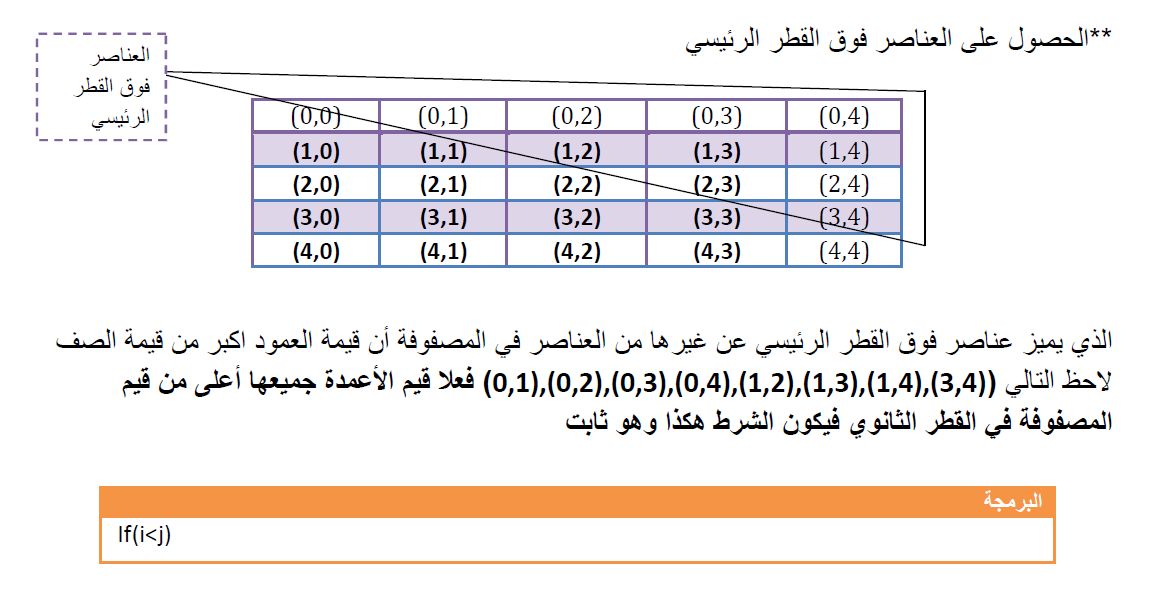 **الحصول على العناصر فوق القطر الرئيسي
العناصر
فوق القطر
الرئيسي
(0,0) (0,1) (0,2) (0,3) (0,4)
(1,0) (1,1) (1,2) (1,3) (1,4)
(2,0) (2,1) (2,2) (2,3) (2,4)
(3,0) (3,1) (3,2) (3,3) (3,4)
(4,0) (4,1) (4,2) (4,3) (4,4)
الذي يميز عناصر فوق القطر الرئيسي عن غيرها من العناصر في المصفوفة أن قيمة العمود اكبر من قيمة الصف
لاحظ التالي ((0,1),(0,2),(0,3),(0,4),(1,2),(1,3),(1,4),(3,4) فعلا قيم الأعمدة جميعها أعلى من قيم
المصفوفة في القطر الثانوي فيكون الشرط هكذا وهو ثابت
البرمجة
If(i<j)